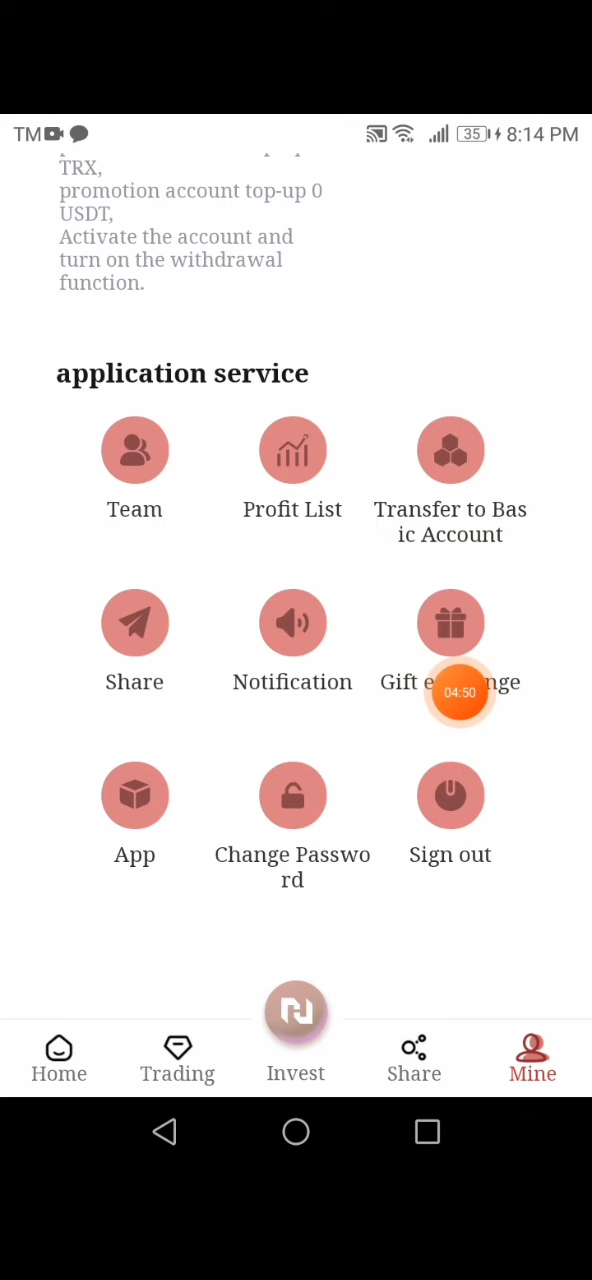 TM
35 8:14 PM
TRX,
promotion account top-up 0
USDT,
Activate the account and
turn on the withdrawal
function.
application service
Team
Profit List
Transfer to Bas
ic Account
Share
Notification
Gift e nge
04:50
App
Change Passwo
rd
Sign out
Home
Trading
Invest
Share
Mine